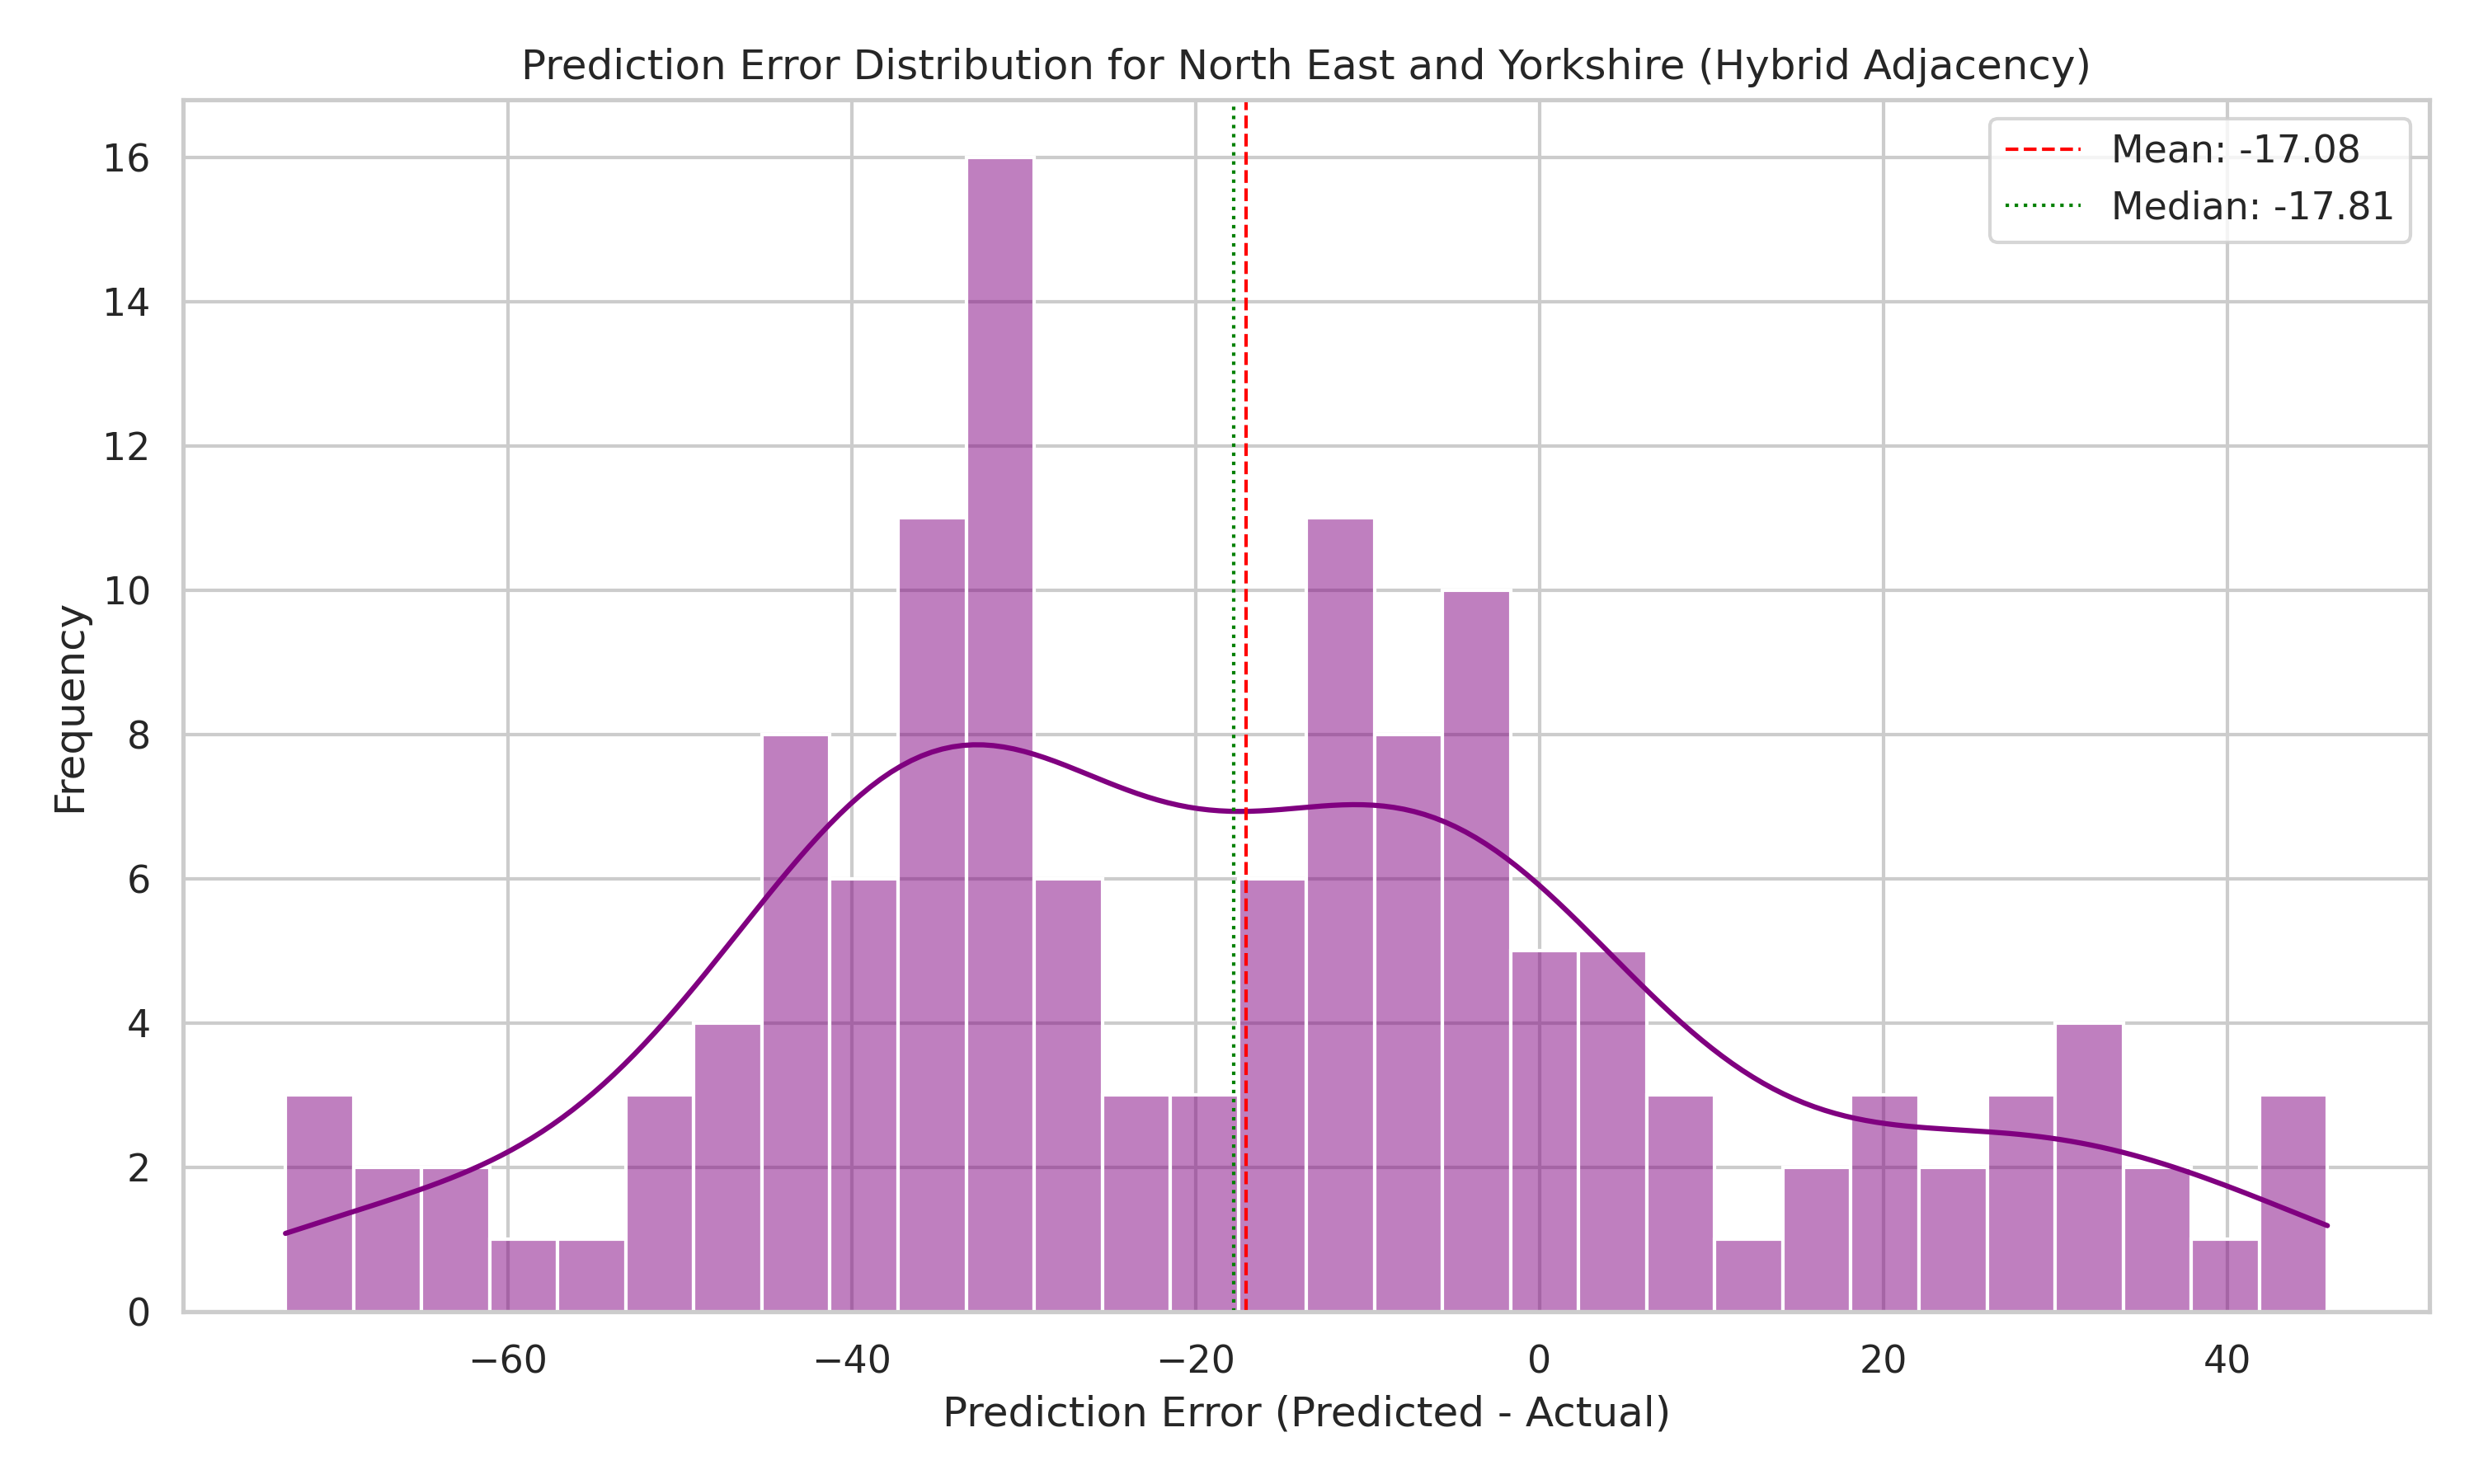 Prediction Error Distribution for North East and Yorkshire (Hybrid Adjacency)
Mean: -17.08
Median: -17.81
Frequency
16
14
12
10
8
6
4
2
0
−60 −40 −20 0 20 40
Prediction Error (Predicted - Actual)